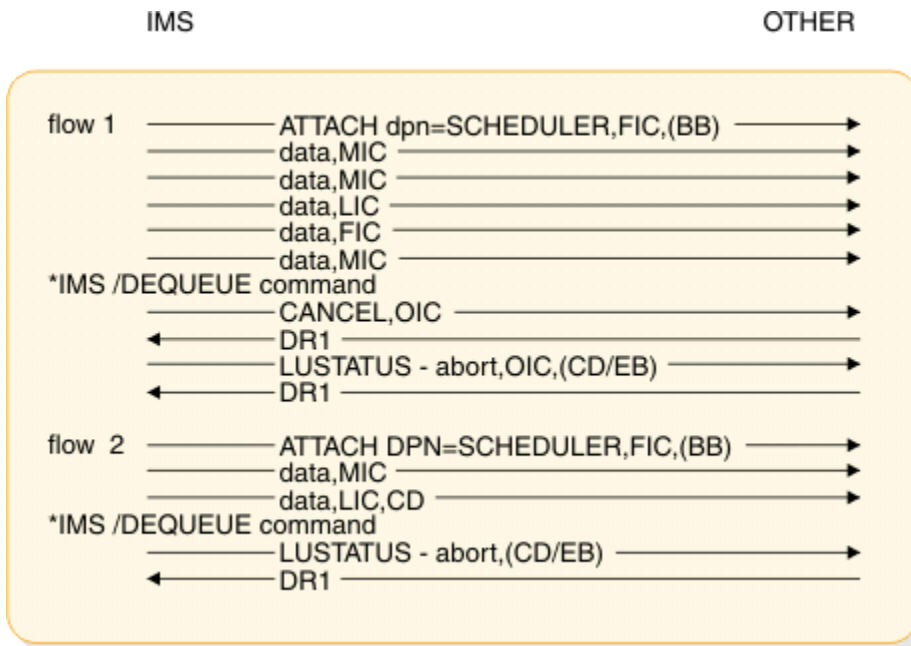 IMS OTHER
flow 1 ATTACH dpn=SCHEDULER,FIC,(BB)
data,MIC
data,MIC
data,LIC
data,FIC
data,MIC
*IMS /DEQUEUE command
CANCEL,OIC
DR1
LUSTATUS - abort,OIC,(CD/EB)
DR1
flow 2 ATTACH DPN=SCHEDULER,FIC,(BB)
data,MIC
data,LIC,CD
*IMS /DEQUEUE command
LUSTATUS - abort,(CD/EB)
DR1